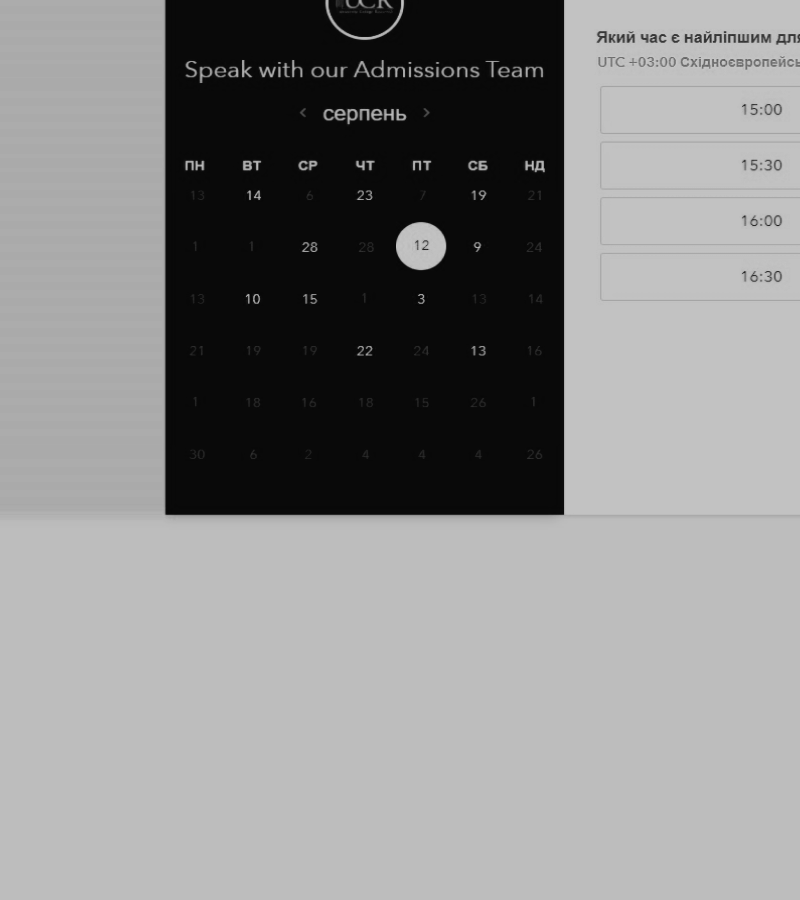 UCR
Speak with our Admissions Team
‹ серпень ›
ПН ВТ СР ЧТ ПТ СБ НД
13 14 6 23 7 19 21
1 1 28 28 12 9 24
13 10 15 1 3 13 14
21 19 19 22 24 13 16
1 18 16 18 15 26 1
30 6 2 4 4 4 26
Який час є найліпшим для
UTC +03:00 Східноєвропейсь
15:00
15:30
16:00
16:30